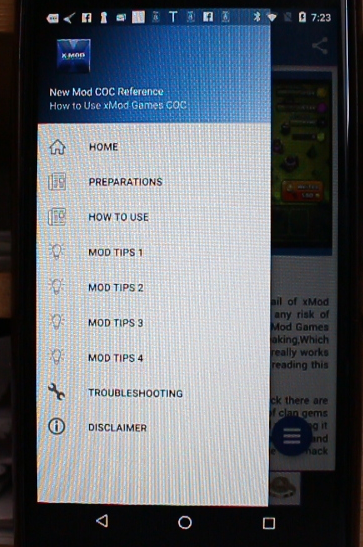 7:23
X-MOD
New Mod COC Reference
How to Use xMod Games COC
HOME
PREPARATIONS
HOW TO USE
MOD TIPS 1
MOD TIPS 2
MOD TIPS 3
MOD TIPS 4
TROUBLESHOOTING
DISCLAIMER
ail of xMod
any risk of
Mod Games
aking,Which
really works
reading this
ck there are
of clan gems
g it
and
hack